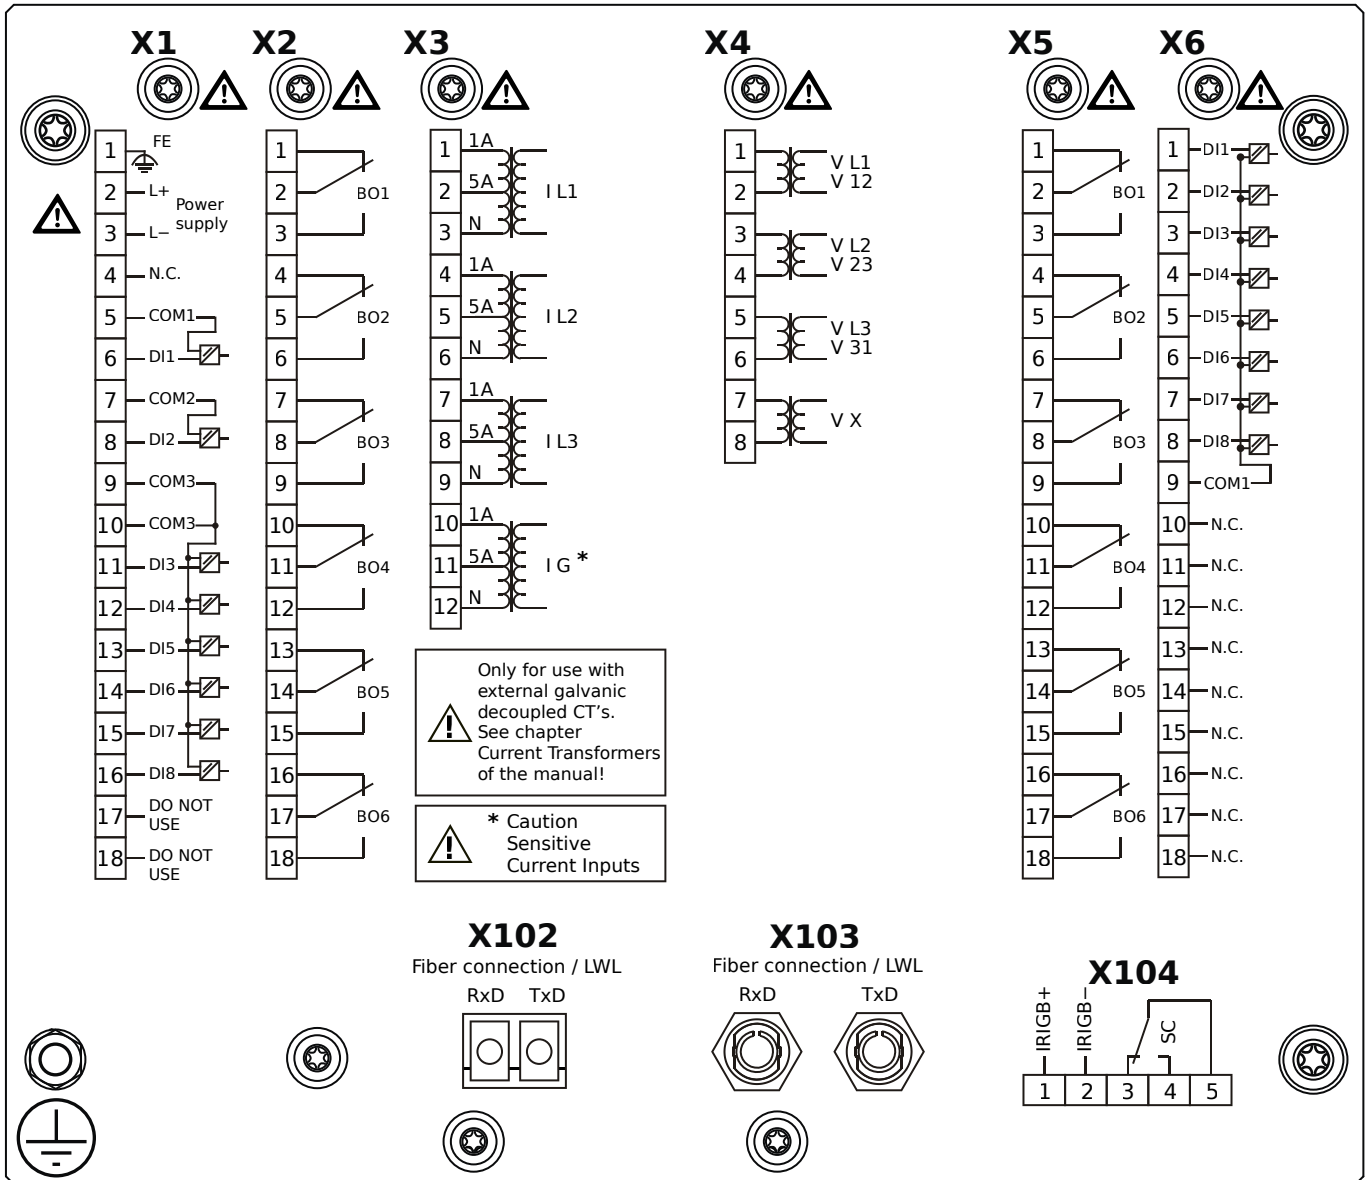 X1
X2
X3
X4
X5
X6
1 FE
2 L+
Power
supply
3 L−
4 N.C.
5 COM1
6 DI1
7 COM2
8 DI2
9 COM3
10 COM3
11 DI3
12 DI4
13 DI5
14 DI6
15 DI7
16 DI8
17 DO NOT
USE
18 DO NOT
USE
1
2 BO1
3
4
5 BO2
6
7
8 BO3
9
10
11 BO4
12
13
14 BO5
15
16
17 BO6
18
1 1A
2 5A I L1
3 N
4 1A
5 5A I L2
6 N
7 1A
8 5A I L3
9 N
10 1A
11 5A I G *
12 N
Only for use with
external galvanic
decoupled CT's.
See chapter
Current Transformers
of the manual!
* Caution
Sensitive
Current Inputs
1 V L1
2 V 12
3 V L2
4 V 23
5 V L3
6 V 31
7 V X
8
1
2 BO1
3
4
5 BO2
6
7
8 BO3
9
10
11 BO4
12
13
14 BO5
15
16
17 BO6
18
1 DI1
2 DI2
3 DI3
4 DI4
5 DI5
6 DI6
7 DI7
8 DI8
9 COM1
10 N.C.
11 N.C.
12 N.C.
13 N.C.
14 N.C.
15 N.C.
16 N.C.
17 N.C.
18 N.C.
X102
Fiber connection / LWL
RxD TxD
X103
Fiber connection / LWL
RxD TxD
X104
IRIGB+
IRIGB−
SC
1 2 3 4 5